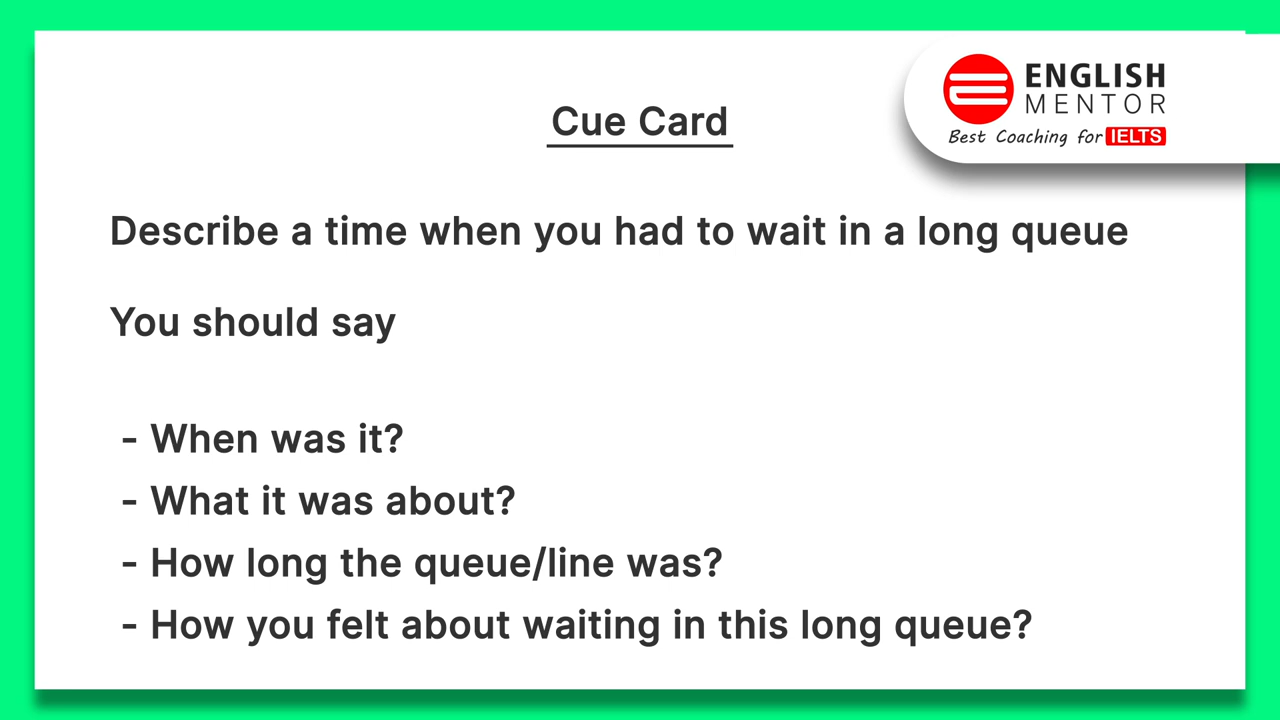 ENGLISH
MENTOR
Best Coaching for IELTS
Cue Card
Describe a time when you had to wait in a long queue
You should say
- When was it?
- What it was about?
- How long the queue/line was?
- How you felt about waiting in this long queue?